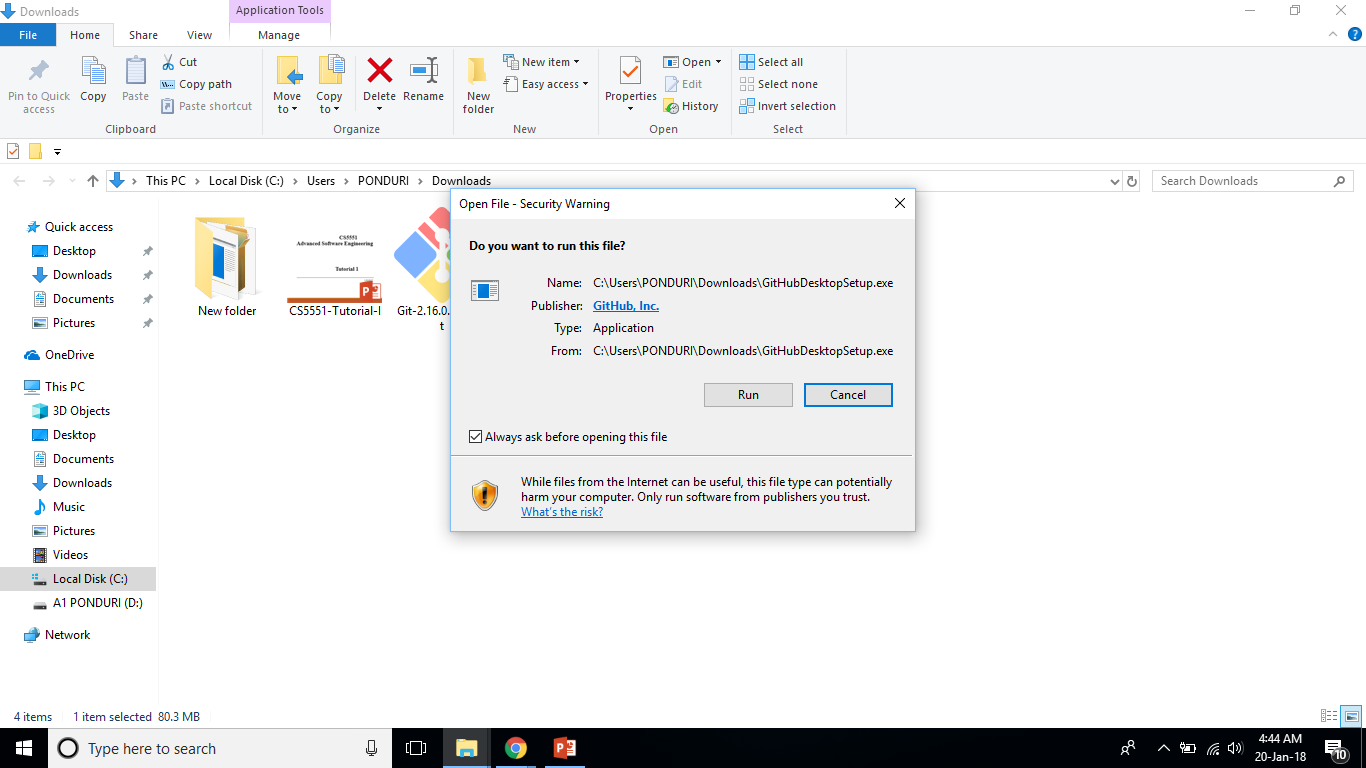 Downloads
Application Tools
File
Home
Share
View
Manage
Pin to Quick
access
Copy
Paste
Cut
Copy path
Paste shortcut
Clipboard
Move
to
Copy
to
Delete
Rename
Organize
New
folder
New item
Easy access
New
Properties
Open
Edit
History
Open
Select all
Select none
Invert selection
Select
This PC
Local Disk (C:)
Users
PONDURI
Downloads
Search Downloads
Quick access
Desktop
Downloads
Documents
Pictures
OneDrive
This PC
3D Objects
Desktop
Documents
Downloads
Music
Pictures
Videos
Local Disk (C:)
A1 PONDURI (D:)
Network
New folder
CS5551
Advanced Software Engineering
Tutorial 1
CS5551-Tutorial-I
Git-2.16.0.
t
Open File - Security Warning
Do you want to run this file?
Name: C:\Users\PONDURI\Downloads\GitHubDesktopSetup.exe
Publisher: GitHub, Inc.
Type: Application
From: C:\Users\PONDURI\Downloads\GitHubDesktopSetup.exe
Run
Cancel
Always ask before opening this file
While files from the Internet can be useful, this file type can potentially
harm your computer. Only run software from publishers you trust.
What's the risk?
4 items
1 item selected 80.3 MB
Type here to search
4:44 AM
20-Jan-18
10